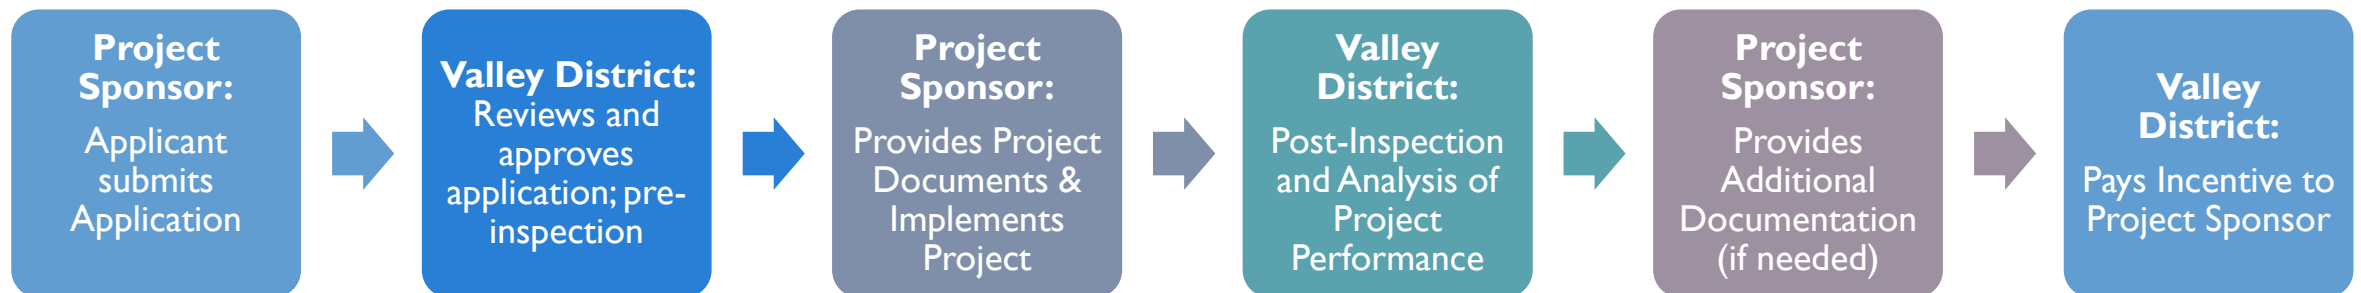 Project
Sponsor:
Applicant
submits
Application
Valley District:
Reviews and
approves
application; pre-
inspection
Project
Sponsor:
Provides Project
Documents &
Implements
Project
Valley
District:
Post-Inspection
and Analysis of
Project
Performance
Project
Sponsor:
Provides
Additional
Documentation
(if needed)
Valley
District:
Pays Incentive to
Project Sponsor